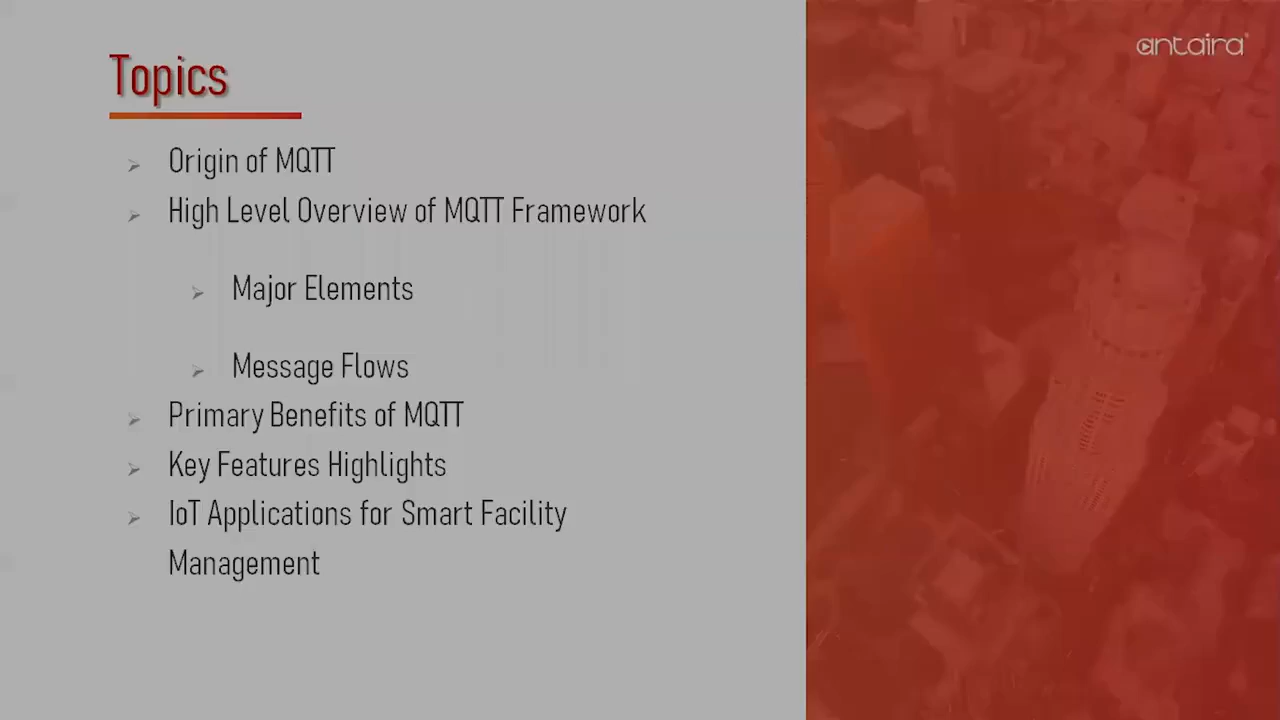 antaira
Topics
Origin of MQTT
High Level Overview of MQTT Framework
Major Elements
Message Flows
Primary Benefits of MQTT
Key Features Highlights
IoT Applications for Smart Facility
Management